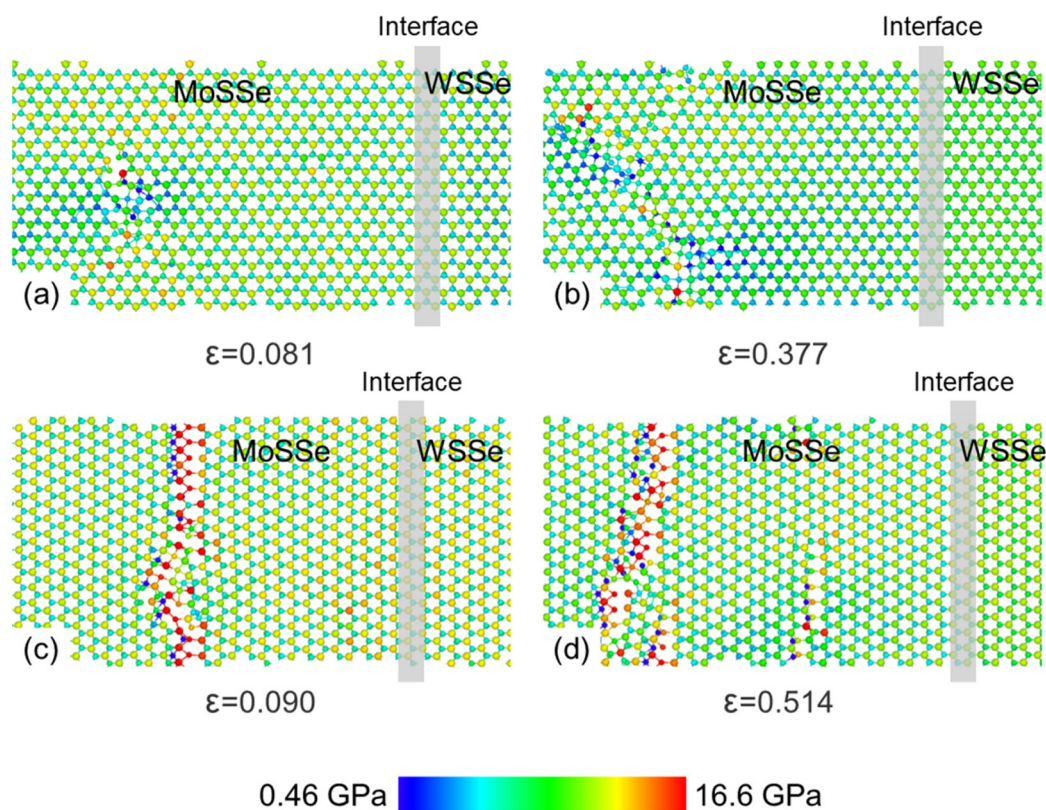 Interface
MoSSe WSSe
(a)
ε=0.081
Interface
MoSSe WSSe
(b)
ε=0.377
Interface
MoSSe WSSe
(c)
ε=0.090
Interface
MoSSe WSSe
(d)
ε=0.514
0.46 GPa 16.6 GPa